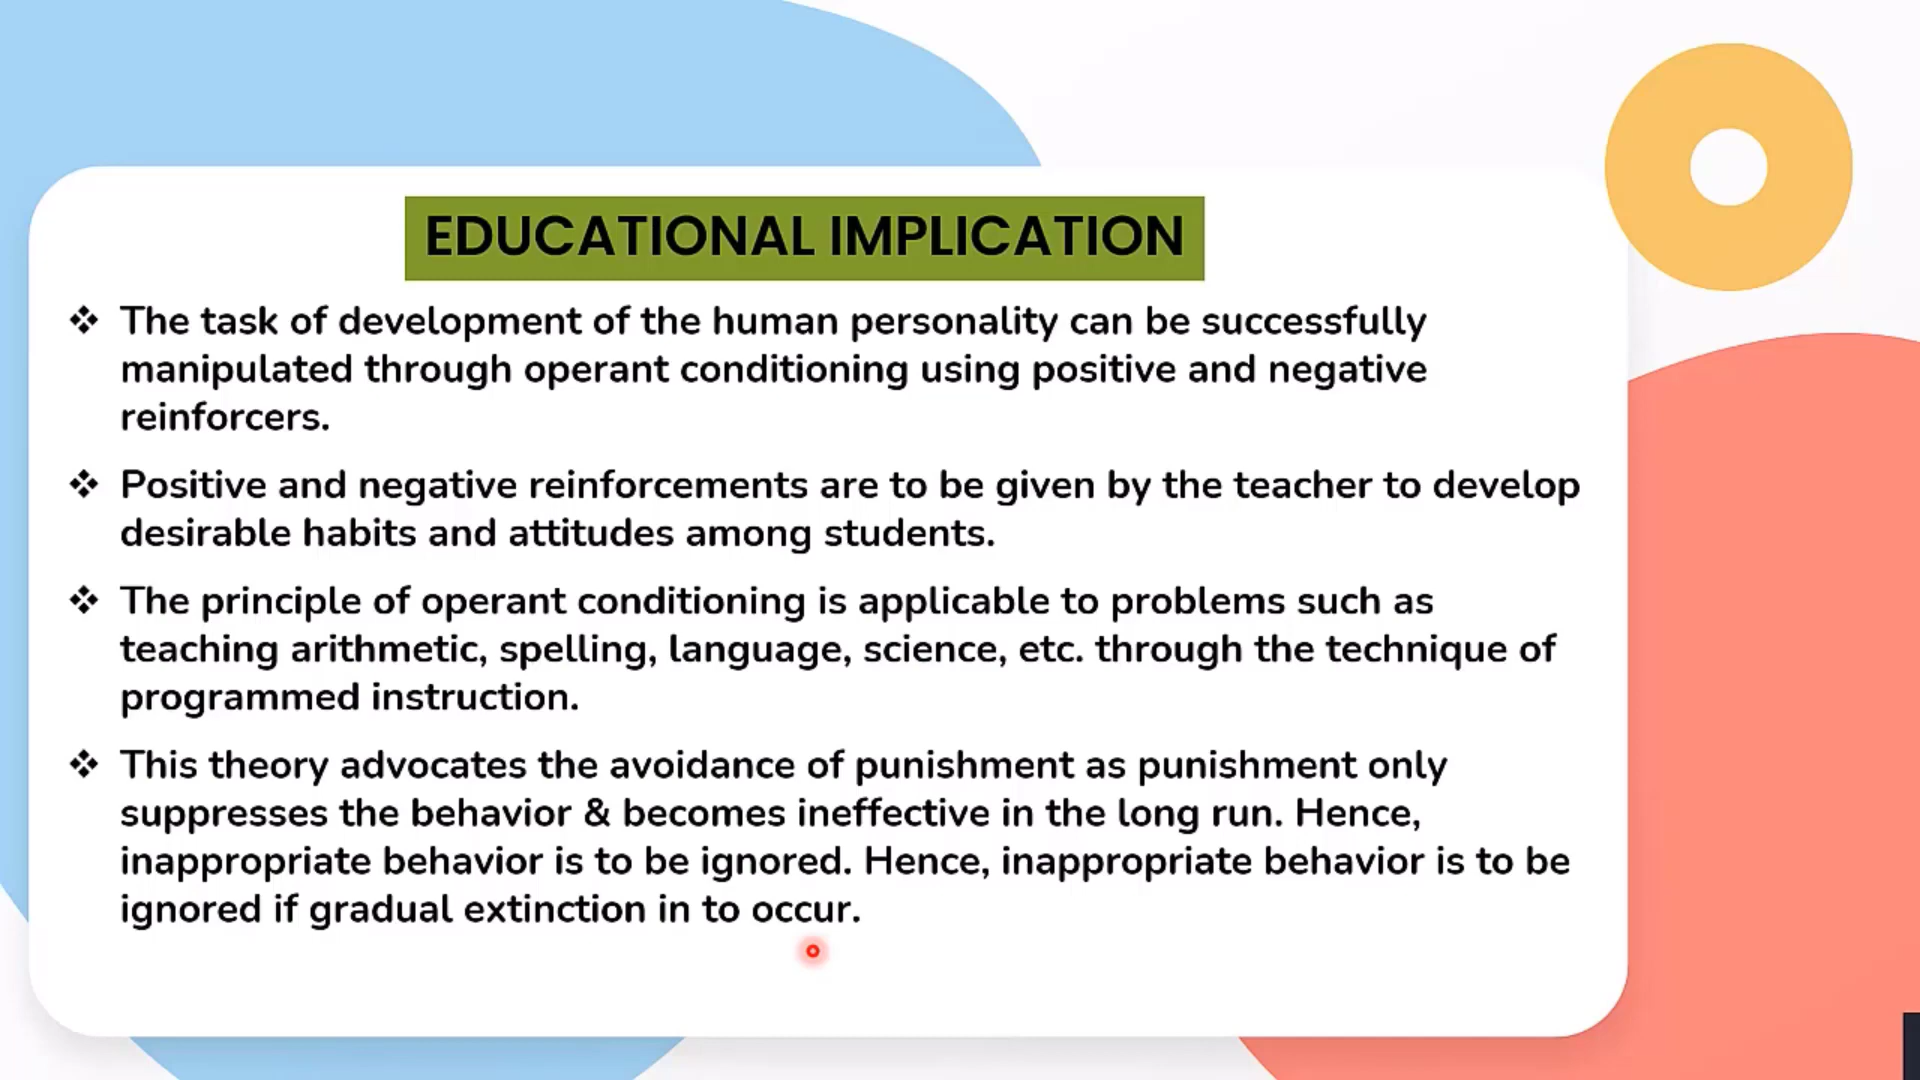 EDUCATIONAL IMPLICATION
❖ The task of development of the human personality can be successfully
manipulated through operant conditioning using positive and negative
reinforcers.
❖ Positive and negative reinforcements are to be given by the teacher to develop
desirable habits and attitudes among students.
❖ The principle of operant conditioning is applicable to problems such as
teaching arithmetic, spelling, language, science, etc. through the technique of
programmed instruction.
❖ This theory advocates the avoidance of punishment as punishment only
suppresses the behavior & becomes ineffective in the long run. Hence,
inappropriate behavior is to be ignored. Hence, inappropriate behavior is to be
ignored if gradual extinction in to occur.